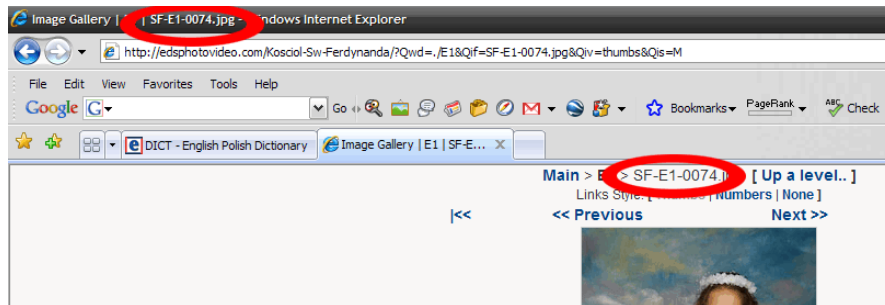 Image Gallery | | SF-E1-0074.jpg - Windows Internet Explorer
http://edsphotovideo.com/Kosciol-Sw-Ferdynanda/?Qwd=./E1&Qif=SF-E1-0074.jpg&Qiv=thumbs&Qis=M
File Edit View Favorites Tools Help
Google G Go Bookmarks PageRank ABC Check
DICT - English Polish Dictionary Image Gallery | E1 | SF-E... X
Main > > SF-E1-0074. [ Up a level.. ]
Links Style: [ | Numbers | None ]
|<< << Previous Next >>